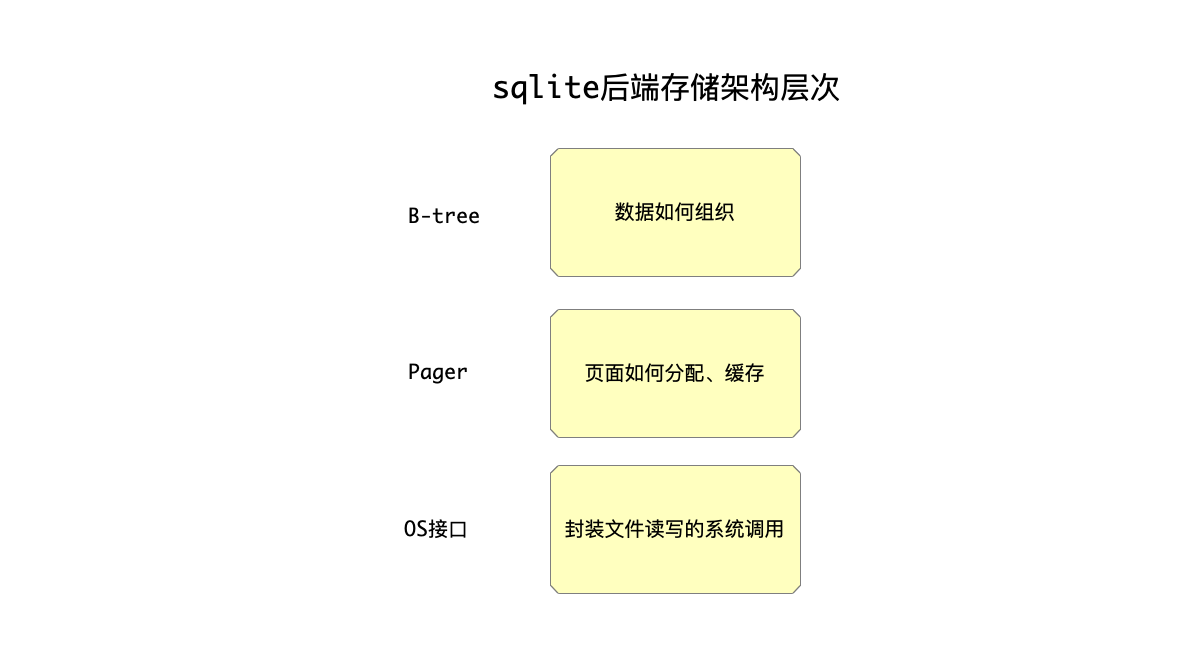 sqlite后端存储架构层次
B-tree
数据如何组织
Pager
页面如何分配、缓存
OS接口
封装文件读写的系统调用